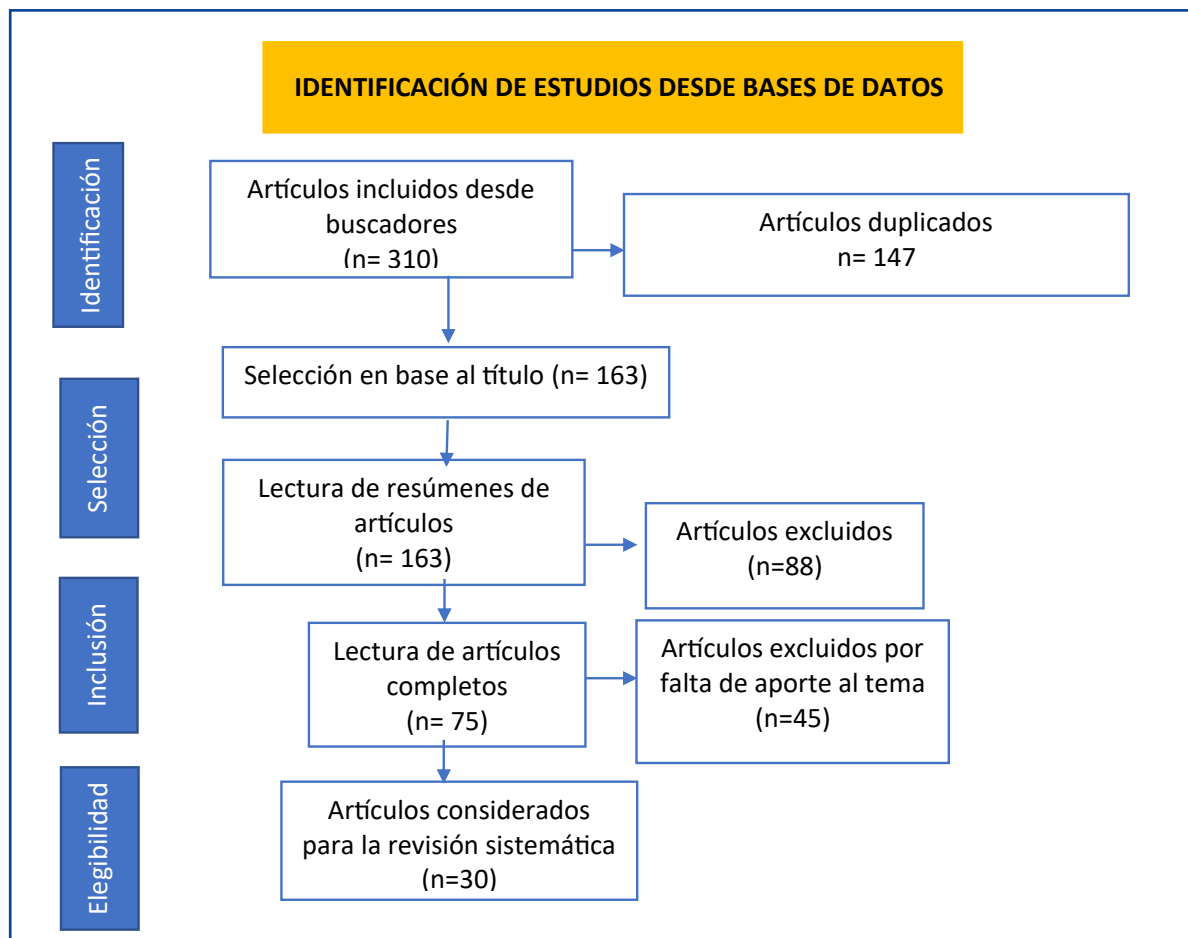 IDENTIFICACIÓN DE ESTUDIOS DESDE BASES DE DATOS
Identificación
Artículos incluidos desde
buscadores
(n= 310)
Artículos duplicados
n= 147
Selección en base al título (n= 163)
Selección
Lectura de resúmenes de
artículos
(n= 163)
Artículos excluidos
(n=88)
Inclusión
Lectura de artículos
completos
(n= 75)
Artículos excluidos por
falta de aporte al tema
(n=45)
Elegibilidad
Artículos considerados
para la revisión sistemática
(n=30)